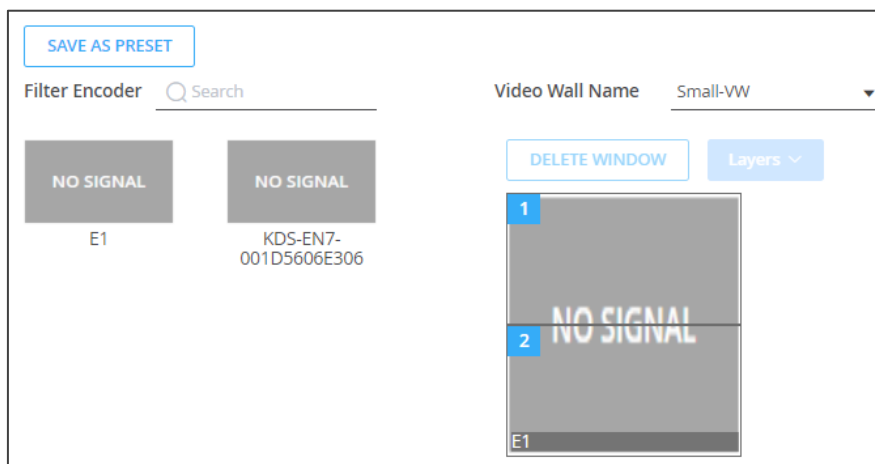 SAVE AS PRESET
Filter Encoder
Search
Video Wall Name
Small-VW
NO SIGNAL
E1
NO SIGNAL
KDS-EN7-
001D5606E306
DELETE WINDOW
Layers
1
NO SIGNAL
2
E1